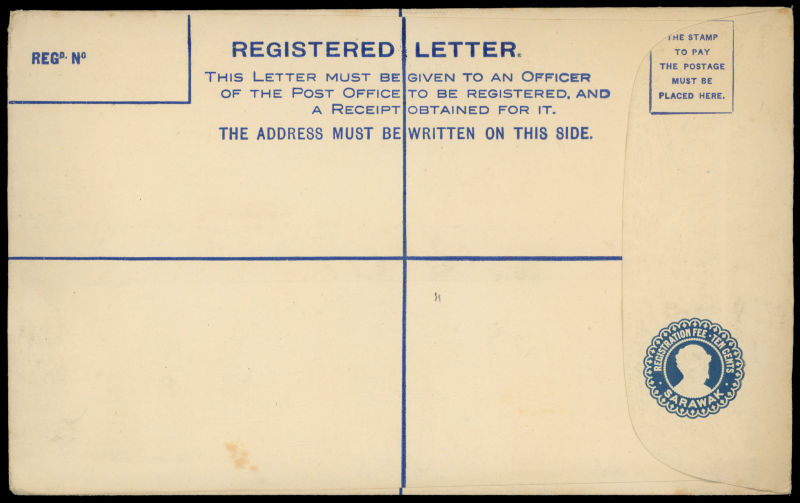 REGD. No
REGISTERED LETTER.
THIS LETTER MUST BE GIVEN TO AN OFFICER
OF THE POST OFFICE TO BE REGISTERED, AND
A RECEIPT OBTAINED FOR IT.
THE ADDRESS MUST BE WRITTEN ON THIS SIDE.
THE STAMP
TO PAY
THE POSTAGE
MUST BE
PLACED HERE.
REGISTRATION FEE · TEN CENTS
SARAWAK